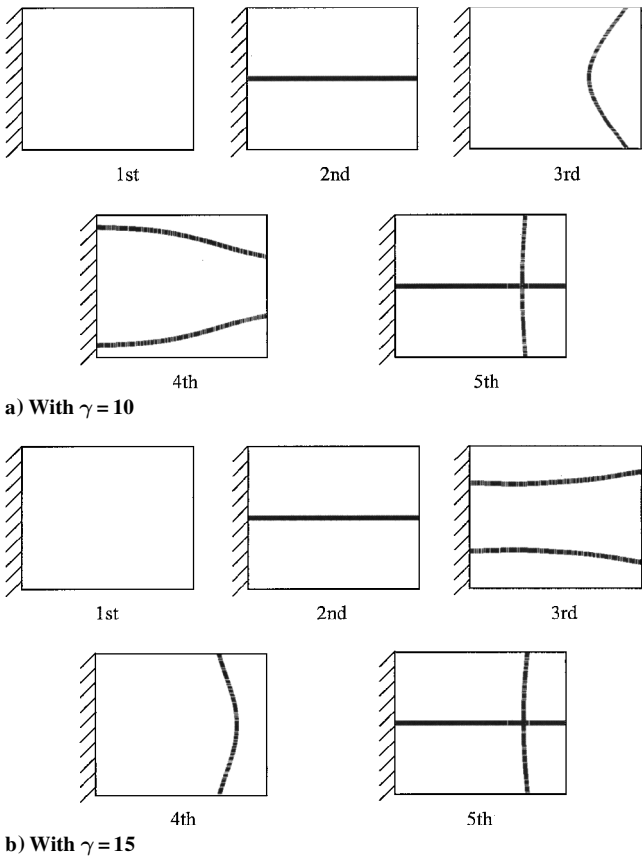 1st
2nd
3rd
4th
5th
a) With γ = 10
1st
2nd
3rd
4th
5th
b) With γ = 15